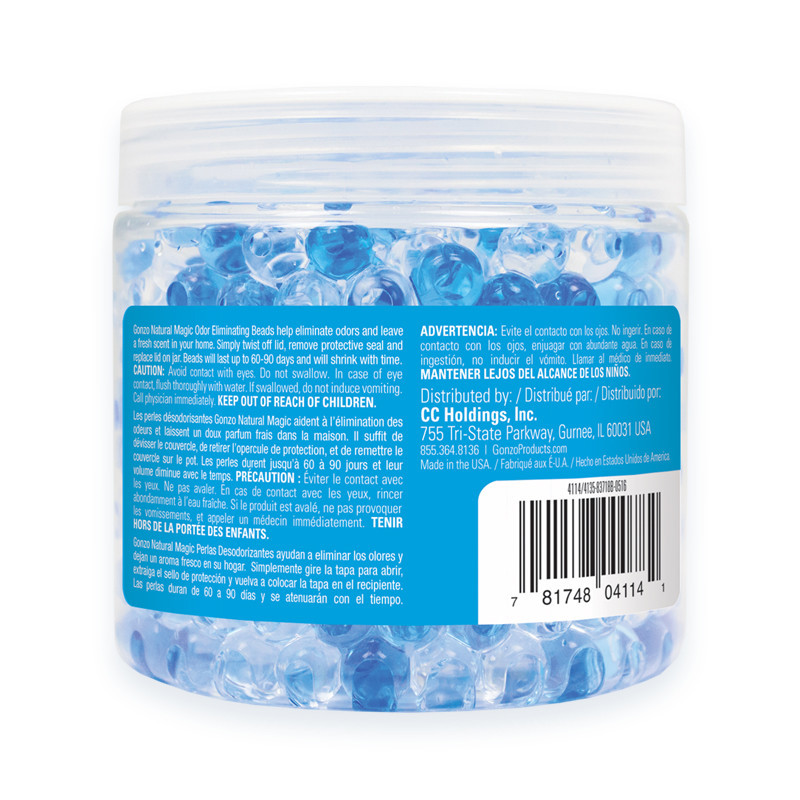 Gonzo Natural Magic Odor Eliminating Beads help eliminate odors and leave
a fresh scent in your home. Simply twist off lid, remove protective seal and
replace lid on jar. Beads will last up to 60-90 days and will shrink with time.
CAUTION: Avoid contact with eyes. Do not swallow. In case of eye
contact, flush thoroughly with water. If swallowed, do not induce vomiting.
Call physician immediately. KEEP OUT OF REACH OF CHILDREN.
Les perles désodorisantes Gonzo Natural Magic aident à l'élimination des
odeurs et laissent un doux parfum frais dans la maison. Il suffit de
dévisser le couvercle, de retirer l'opercule de protection, et de remettre le
couvercle sur le pot. Les perles durent jusqu'à 60 à 90 jours et leur
volume diminue avec le temps. PRÉCAUTION : Éviter le contact avec
les yeux. Ne pas avaler. En cas de contact avec les yeux, rincer
abondamment à l'eau fraîche. Si le produit est avalé, ne pas provoquer
les vomissements, et appeler un médecin immédiatement. TENIR
HORS DE LA PORTÉE DES ENFANTS.
Gonzo Natural Magic Perlas Desodorizantes ayudan a eliminar los olores y
dejan un aroma fresco en su hogar. Simplemente gire la tapa para abrir,
extraiga el sello de protección y vuelva a colocar la tapa en el recipiente.
Las perlas duran de 60 a 90 días y se atenuarán con el tiempo.
ADVERTENCIA: Evite el contacto con los ojos. No ingerir. En caso de
contacto con los ojos, enjuagar con abundante agua. En caso de
ingestión, no inducir el vómito. Llamar al médico de inmediato.
MANTENER LEJOS DEL ALCANCE DE LOS NIÑOS.
Distributed by: / Distribué par: / Distribuido por:
CC Holdings, Inc.
755 Tri-State Parkway, Gurnee, IL 60031 USA
855.364.8136 | GonzoProducts.com
Made in the USA. / Fabriqué aux É-U.A. / Hecho en Estados Unidos de America.
4114/4135-8371BB-0516
7 81748 04114 1